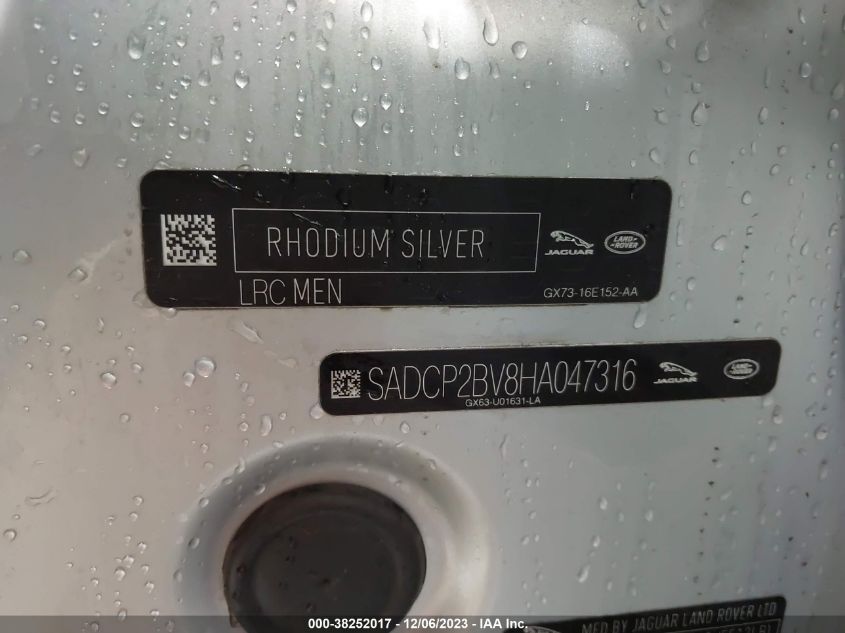 RHODIUM SILVER
JAGUAR
LAND ROVER
LRC MEN
GX73-16E152-AA
SADCP2BV8HA047316
JAGUAR
LAND ROVER
GX63-U01631-LA
MFD BY JAGUAR LAND ROVER LTD
000-38252017 - 12/06/2023 - IAA Inc.